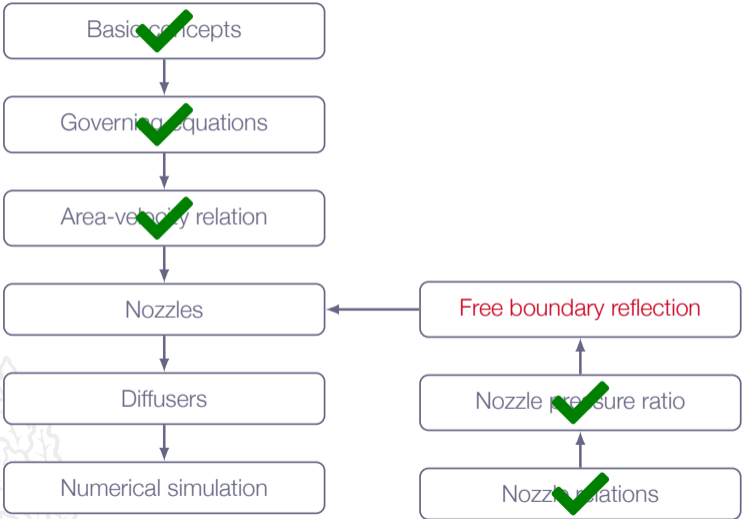 Basic concepts
Governing equations
Area-velocity relation
Nozzles
Free boundary reflection
Diffusers
Nozzle pressure ratio
Numerical simulation
Nozzle relations